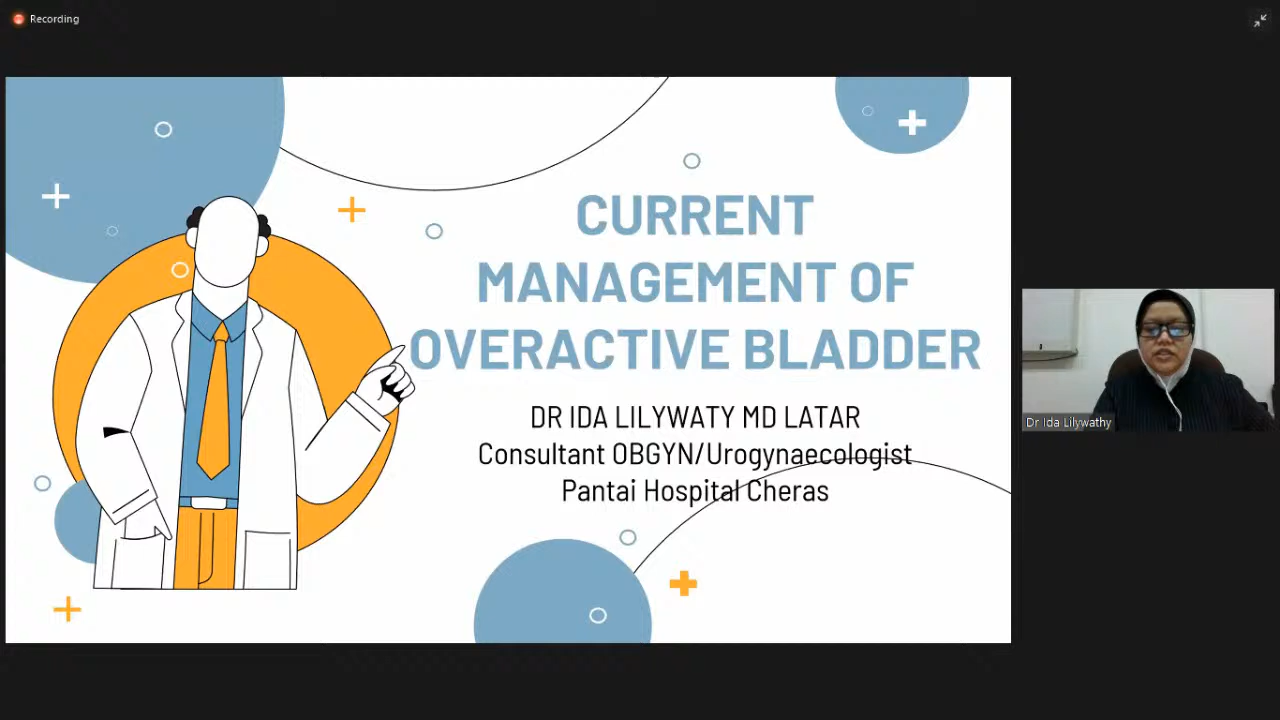 Recording
CURRENT
MANAGEMENT OF
OVERACTIVE BLADDER
DR IDA LILYWATY MD LATAR
Consultant OBGYN/Urogynaecologist
Pantai Hospital Cheras
Dr Ida Lilywathy